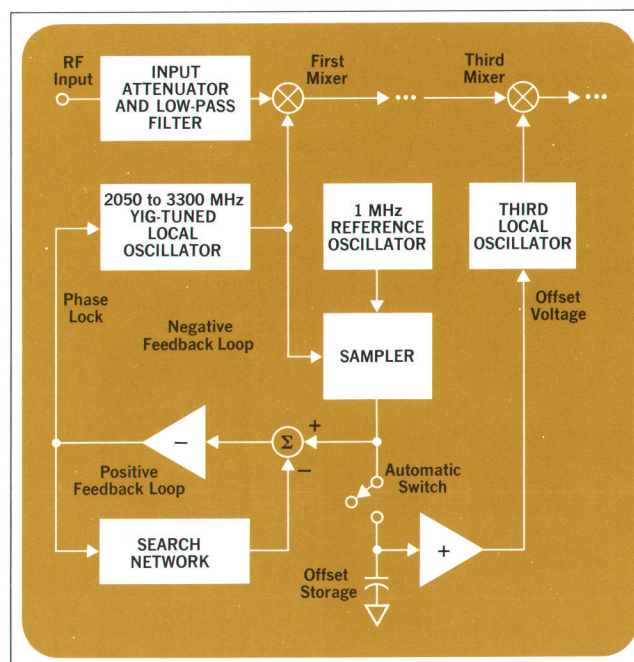 RF
Input
INPUT
ATTENUATOR
AND LOW-PASS
FILTER
First
Mixer
Third
Mixer
2050 to 3300 MHz
YIG-TUNED
LOCAL
OSCILLATOR
1 MHz
REFERENCE
OSCILLATOR
THIRD
LOCAL
OSCILLATOR
Phase
Lock
Negative
Feedback Loop
Offset
Voltage
SAMPLER
−
Σ
+
−
Positive
Feedback Loop
Automatic
Switch
SEARCH
NETWORK
Offset
Storage
+